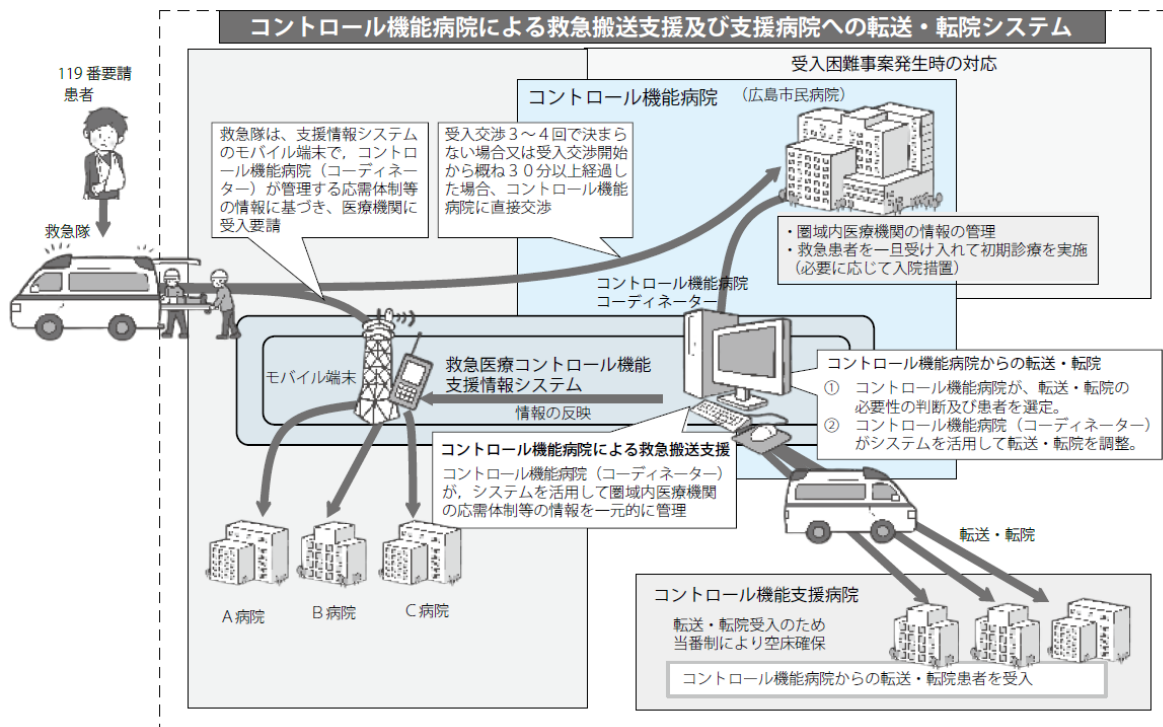 コントロール機能病院による救急搬送支援及び支援病院への転送・転院システム
119番要請
患者
救急隊
救急隊は、支援情報システム
のモバイル端末で，コントロ
ール機能病院（コーディネー
ター）が管理する応需体制等
の情報に基づき、医療機関に
受入要請
受入交渉３～４回で決まら
ない場合又は受入交渉開始
から概ね３０分以上経過し
た場合、コントロール機能
病院に直接交渉
受入困難事案発生時の対応
コントロール機能病院 （広島市民病院）
・圏域内医療機関の情報の管理
・救急患者を一旦受け入れて初期診療を実施
（必要に応じて入院措置）
コントロール機能病院
コーディネーター
モバイル端末
救急医療コントロール機能
支援情報システム
情報の反映
コントロール機能病院からの転送・転院
① コントロール機能病院が、転送・転院の
必要性の判断及び患者を選定。
② コントロール機能病院（コーディネーター）
がシステムを活用して転送・転院を調整。
コントロール機能病院による救急搬送支援
コントロール機能病院（コーディネーター）
が，システムを活用して圏域内医療機関
の応需体制等の情報を一元的に管理
A病院
B病院
C病院
転送・転院
コントロール機能支援病院
転送・転院受入のため
当番制により空床確保
コントロール機能病院からの転送・転院患者を受入